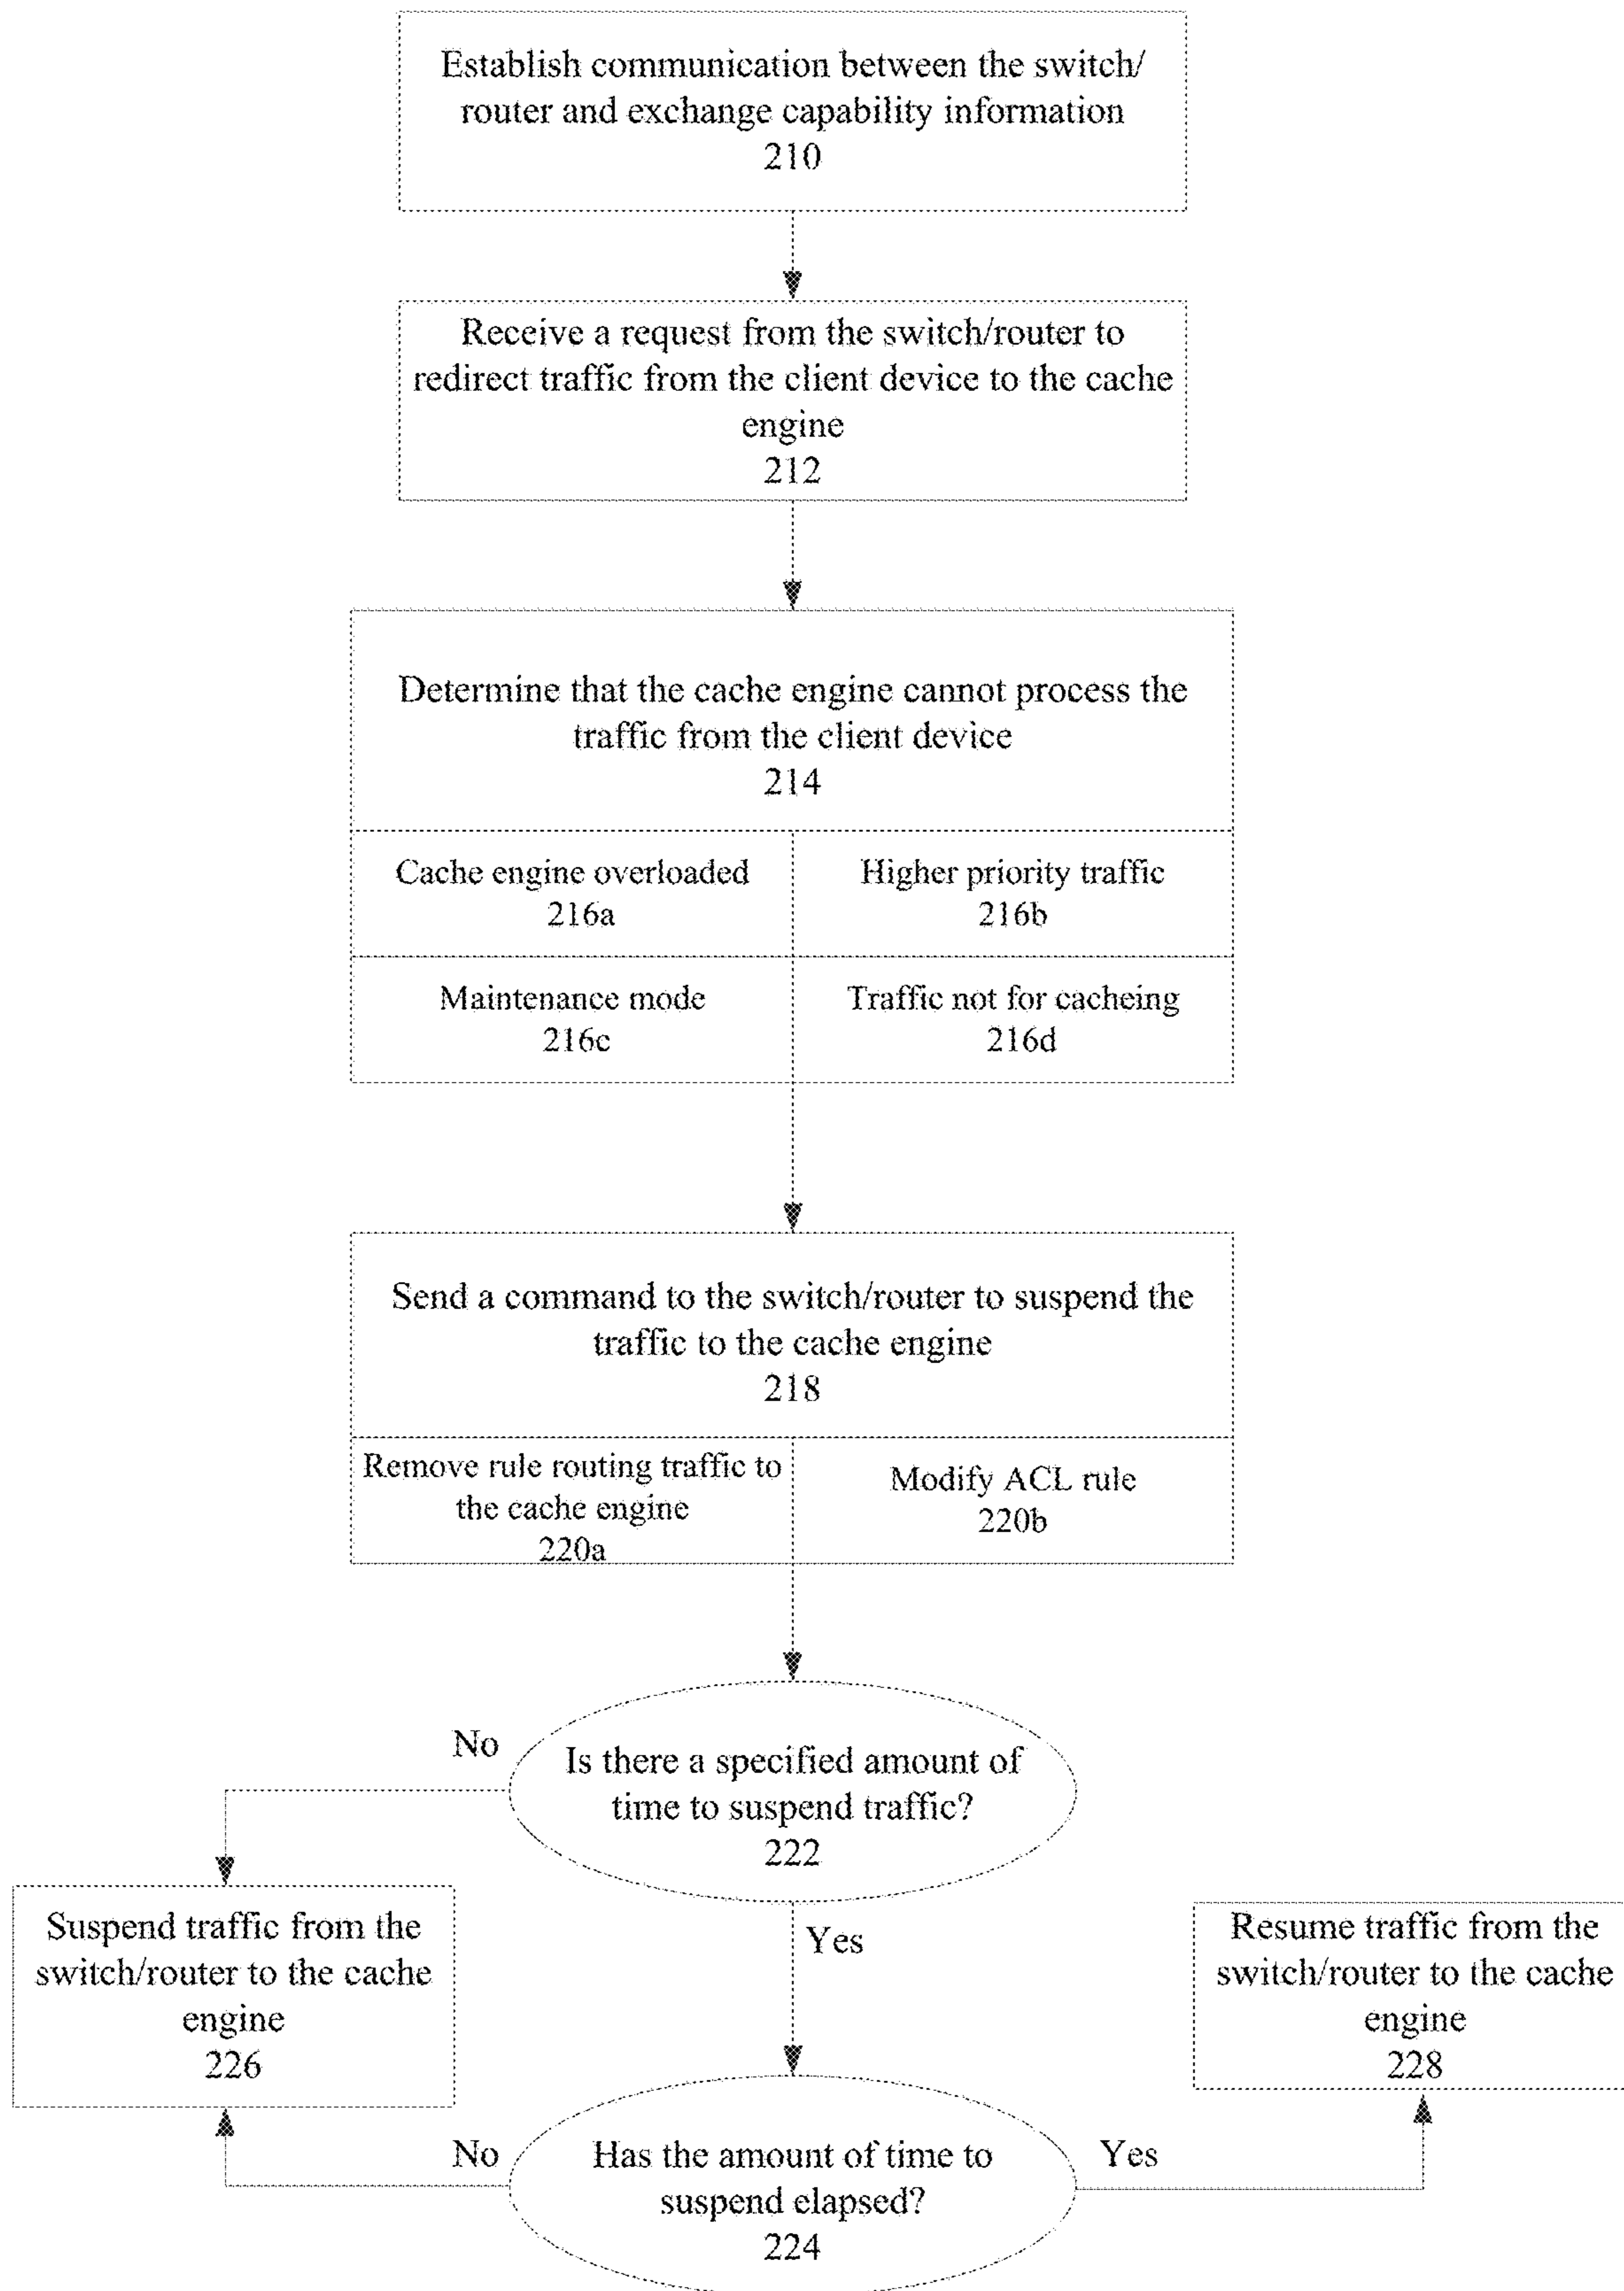 Establish communication between the switch/
router and exchange capability information
210
Receive a request from the switch/router to
redirect traffic from the client device to the cache
engine
212
Determine that the cache engine cannot process the
traffic from the client device
214
Cache engine overloaded
216a
Higher priority traffic
216b
Maintenance mode
216c
Traffic not for cacheing
216d
Send a command to the switch/router to suspend the
traffic to the cache engine
218
Remove rule routing traffic to
the cache engine
220a
Modify ACL rule
220b
No
Is there a specified amount of
time to suspend traffic?
222
Yes
Suspend traffic from the
switch/router to the cache
engine
226
Resume traffic from the
switch/router to the cache
engine
228
No
Has the amount of time to
suspend elapsed?
224
Yes